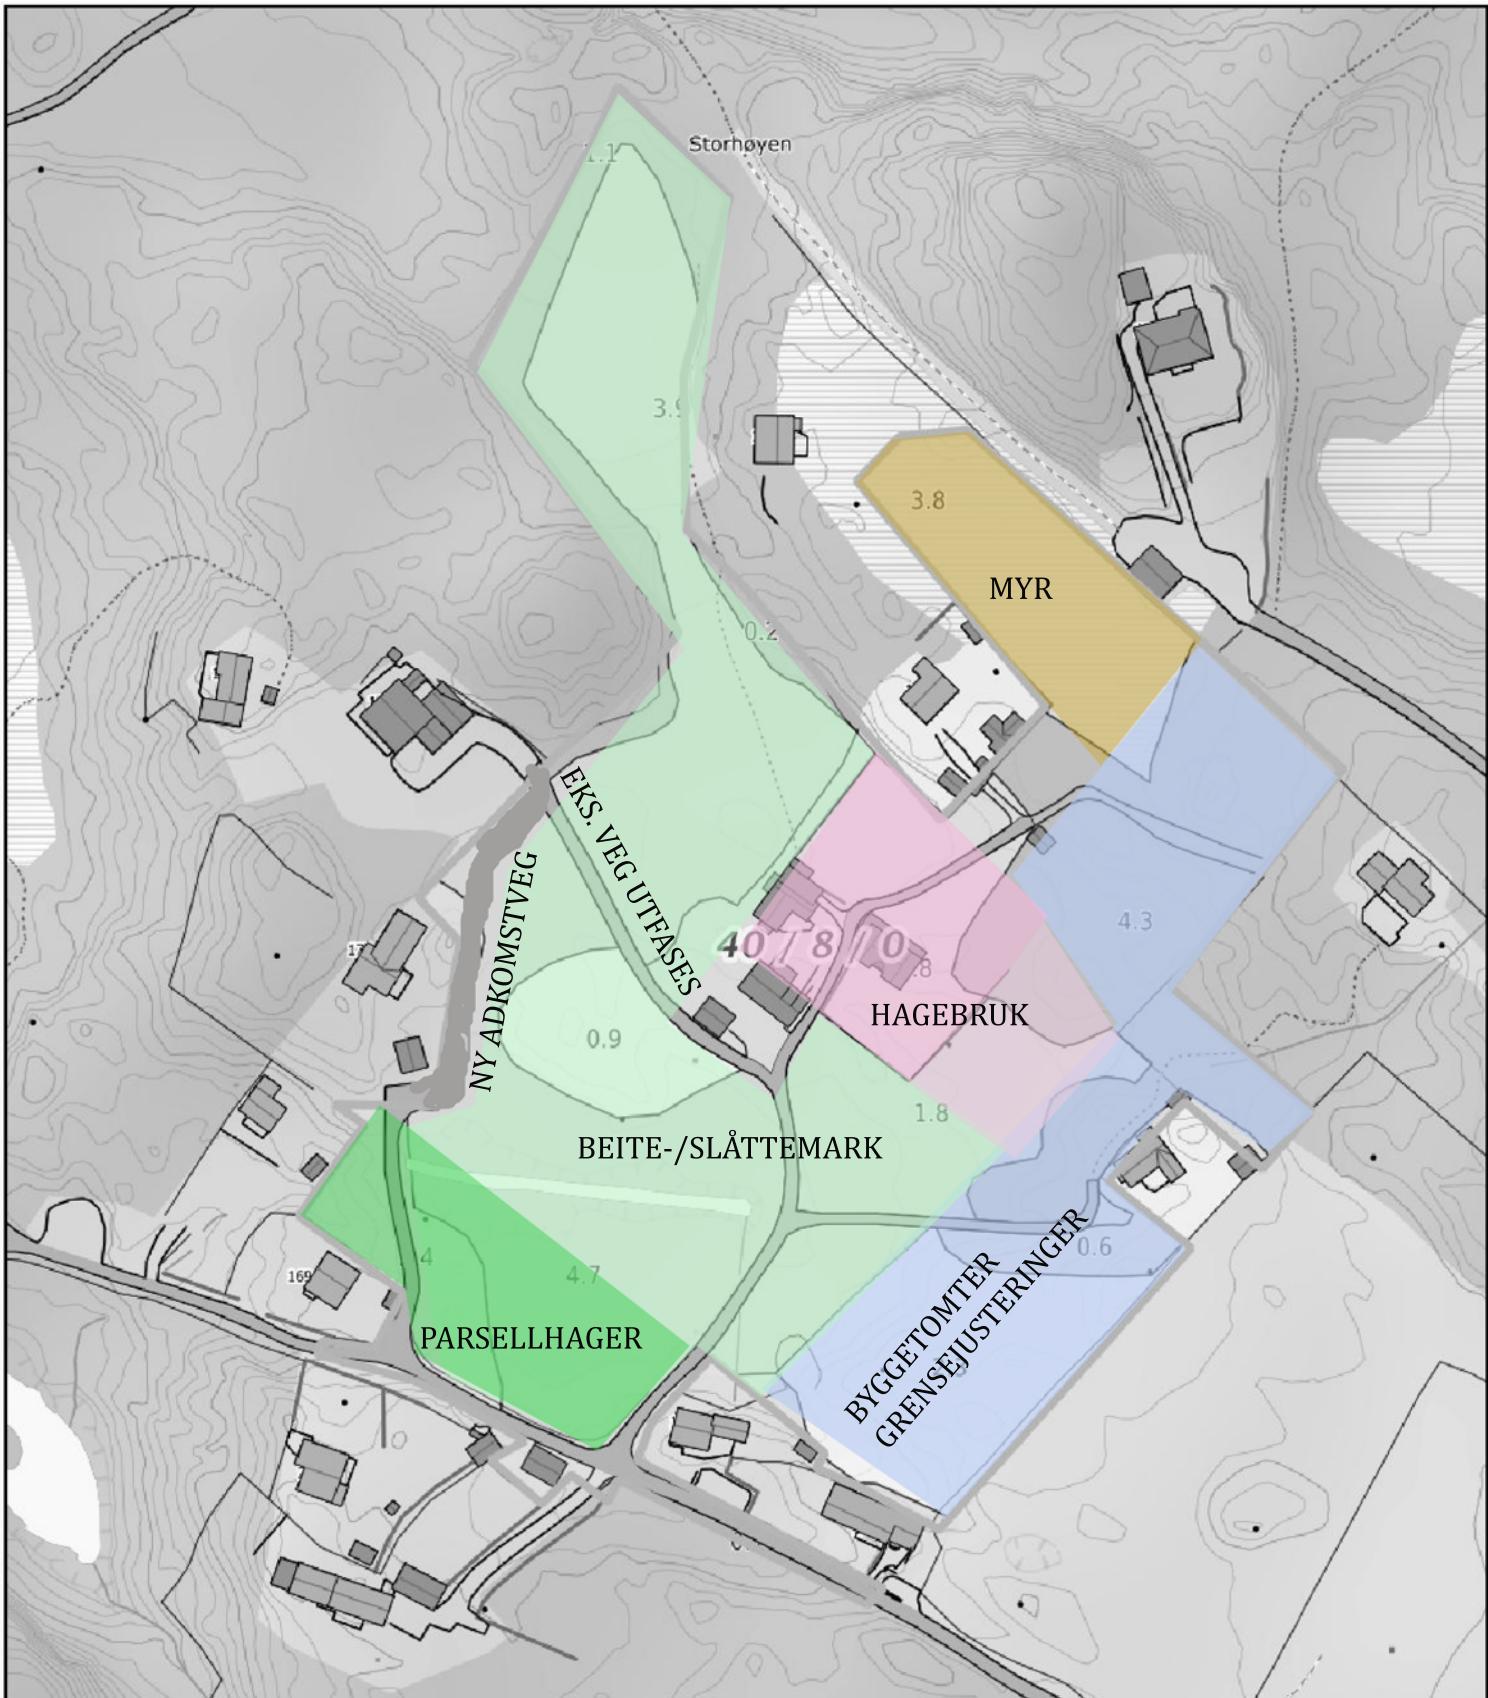 1.1
Storhøyen
3.9
3.8
MYR
0.2
EKS. VEG UTFASES
NY ADKOMSTVEG
4.3
40 / 8 / 0
HAGEBRUK
0.9
1.8
BEITE-/SLÅTTEMARK
0.6
4.7
169
PARSELLHAGER
BYGGETOMTER
GRENSEJUSTERINGER